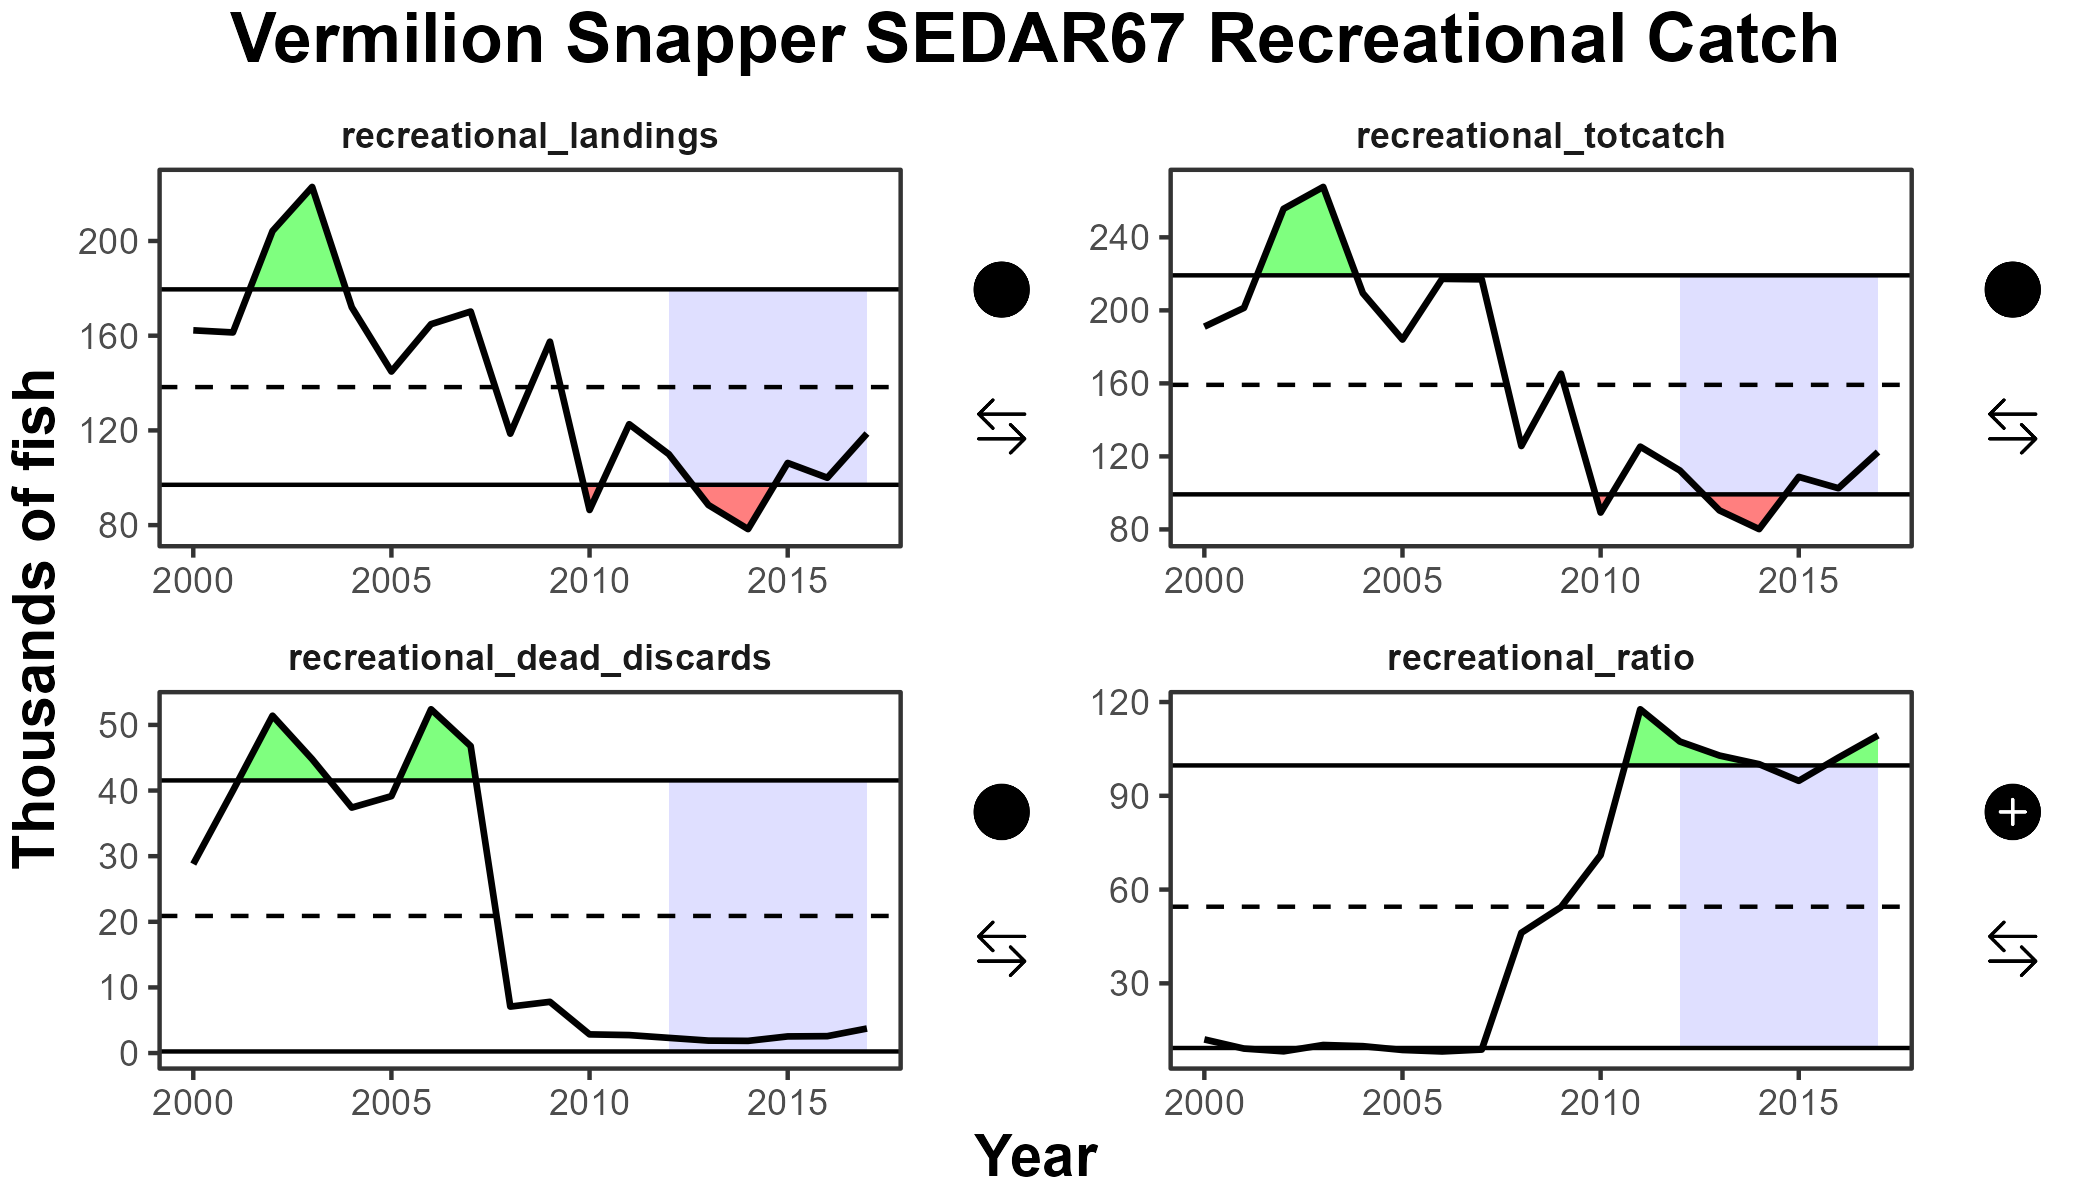 Vermilion Snapper SEDAR67 Recreational Catch
recreational_landings
200
160
120
80
2000 2005 2010 2015
recreational_totcatch
240
200
160
120
80
2000 2005 2010 2015
Thousands of fish
recreational_dead_discards
50
40
30
20
10
0
2000 2005 2010 2015
recreational_ratio
120
90
60
30
2000 2005 2010 2015
Year